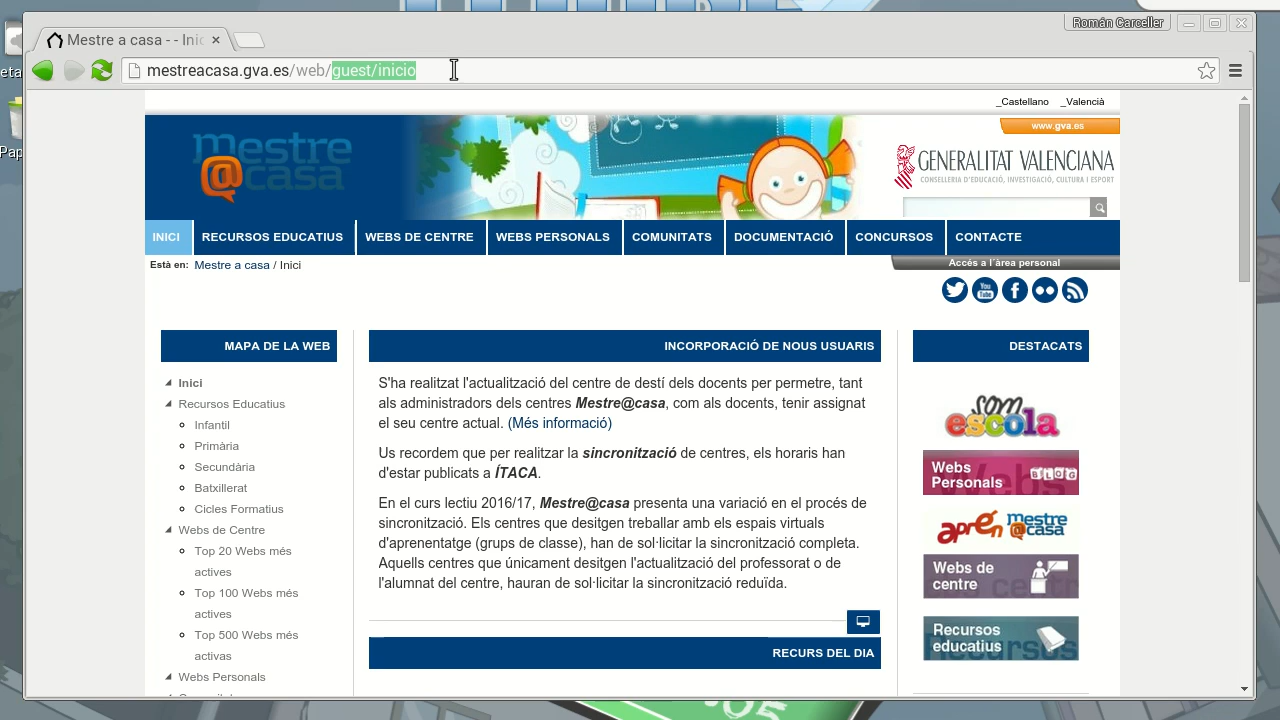 Román Carceller
Mestre a casa - - Inic
mestreacasa.gva.es/web/guest/inicio
_Castellano _Valencià
www.gva.es
mestre
@casa
GENERALITAT VALENCIANA
CONSELLERIA D'EDUCACIÓ, INVESTIGACIÓ, CULTURA I ESPORT
INICI RECURSOS EDUCATIUS WEBS DE CENTRE WEBS PERSONALS COMUNITATS DOCUMENTACIÓ CONCURSOS CONTACTE
Està en: Mestre a casa / Inici
Accés a l´àrea personal
You
Tube
MAPA DE LA WEB
Inici
Recursos Educatius
Infantil
Primària
Secundària
Batxillerat
Cicles Formatius
Webs de Centre
Top 20 Webs més
actives
Top 100 Webs més
actives
Top 500 Webs més
activas
Webs Personals
INCORPORACIÓ DE NOUS USUARIS
S'ha realitzat l'actualització del centre de destí dels docents per permetre, tant
als administradors dels centres Mestre@casa, com als docents, tenir assignat
el seu centre actual. (Més informació)
Us recordem que per realitzar la sincronització de centres, els horaris han
d'estar publicats a ÍTACA.
En el curs lectiu 2016/17, Mestre@casa presenta una variació en el procés de
sincronització. Els centres que desitgen treballar amb els espais virtuals
d'aprenentatge (grups de classe), han de sol·licitar la sincronització completa.
Aquells centres que únicament desitgen l'actualització del professorat o de
l'alumnat del centre, hauran de sol·licitar la sincronització reduïda.
RECURS DEL DIA
DESTACATS
som
escola
Webs
Personals
BLOG
aprén mestre
@casa
Webs de
centre
Recursos
educatius